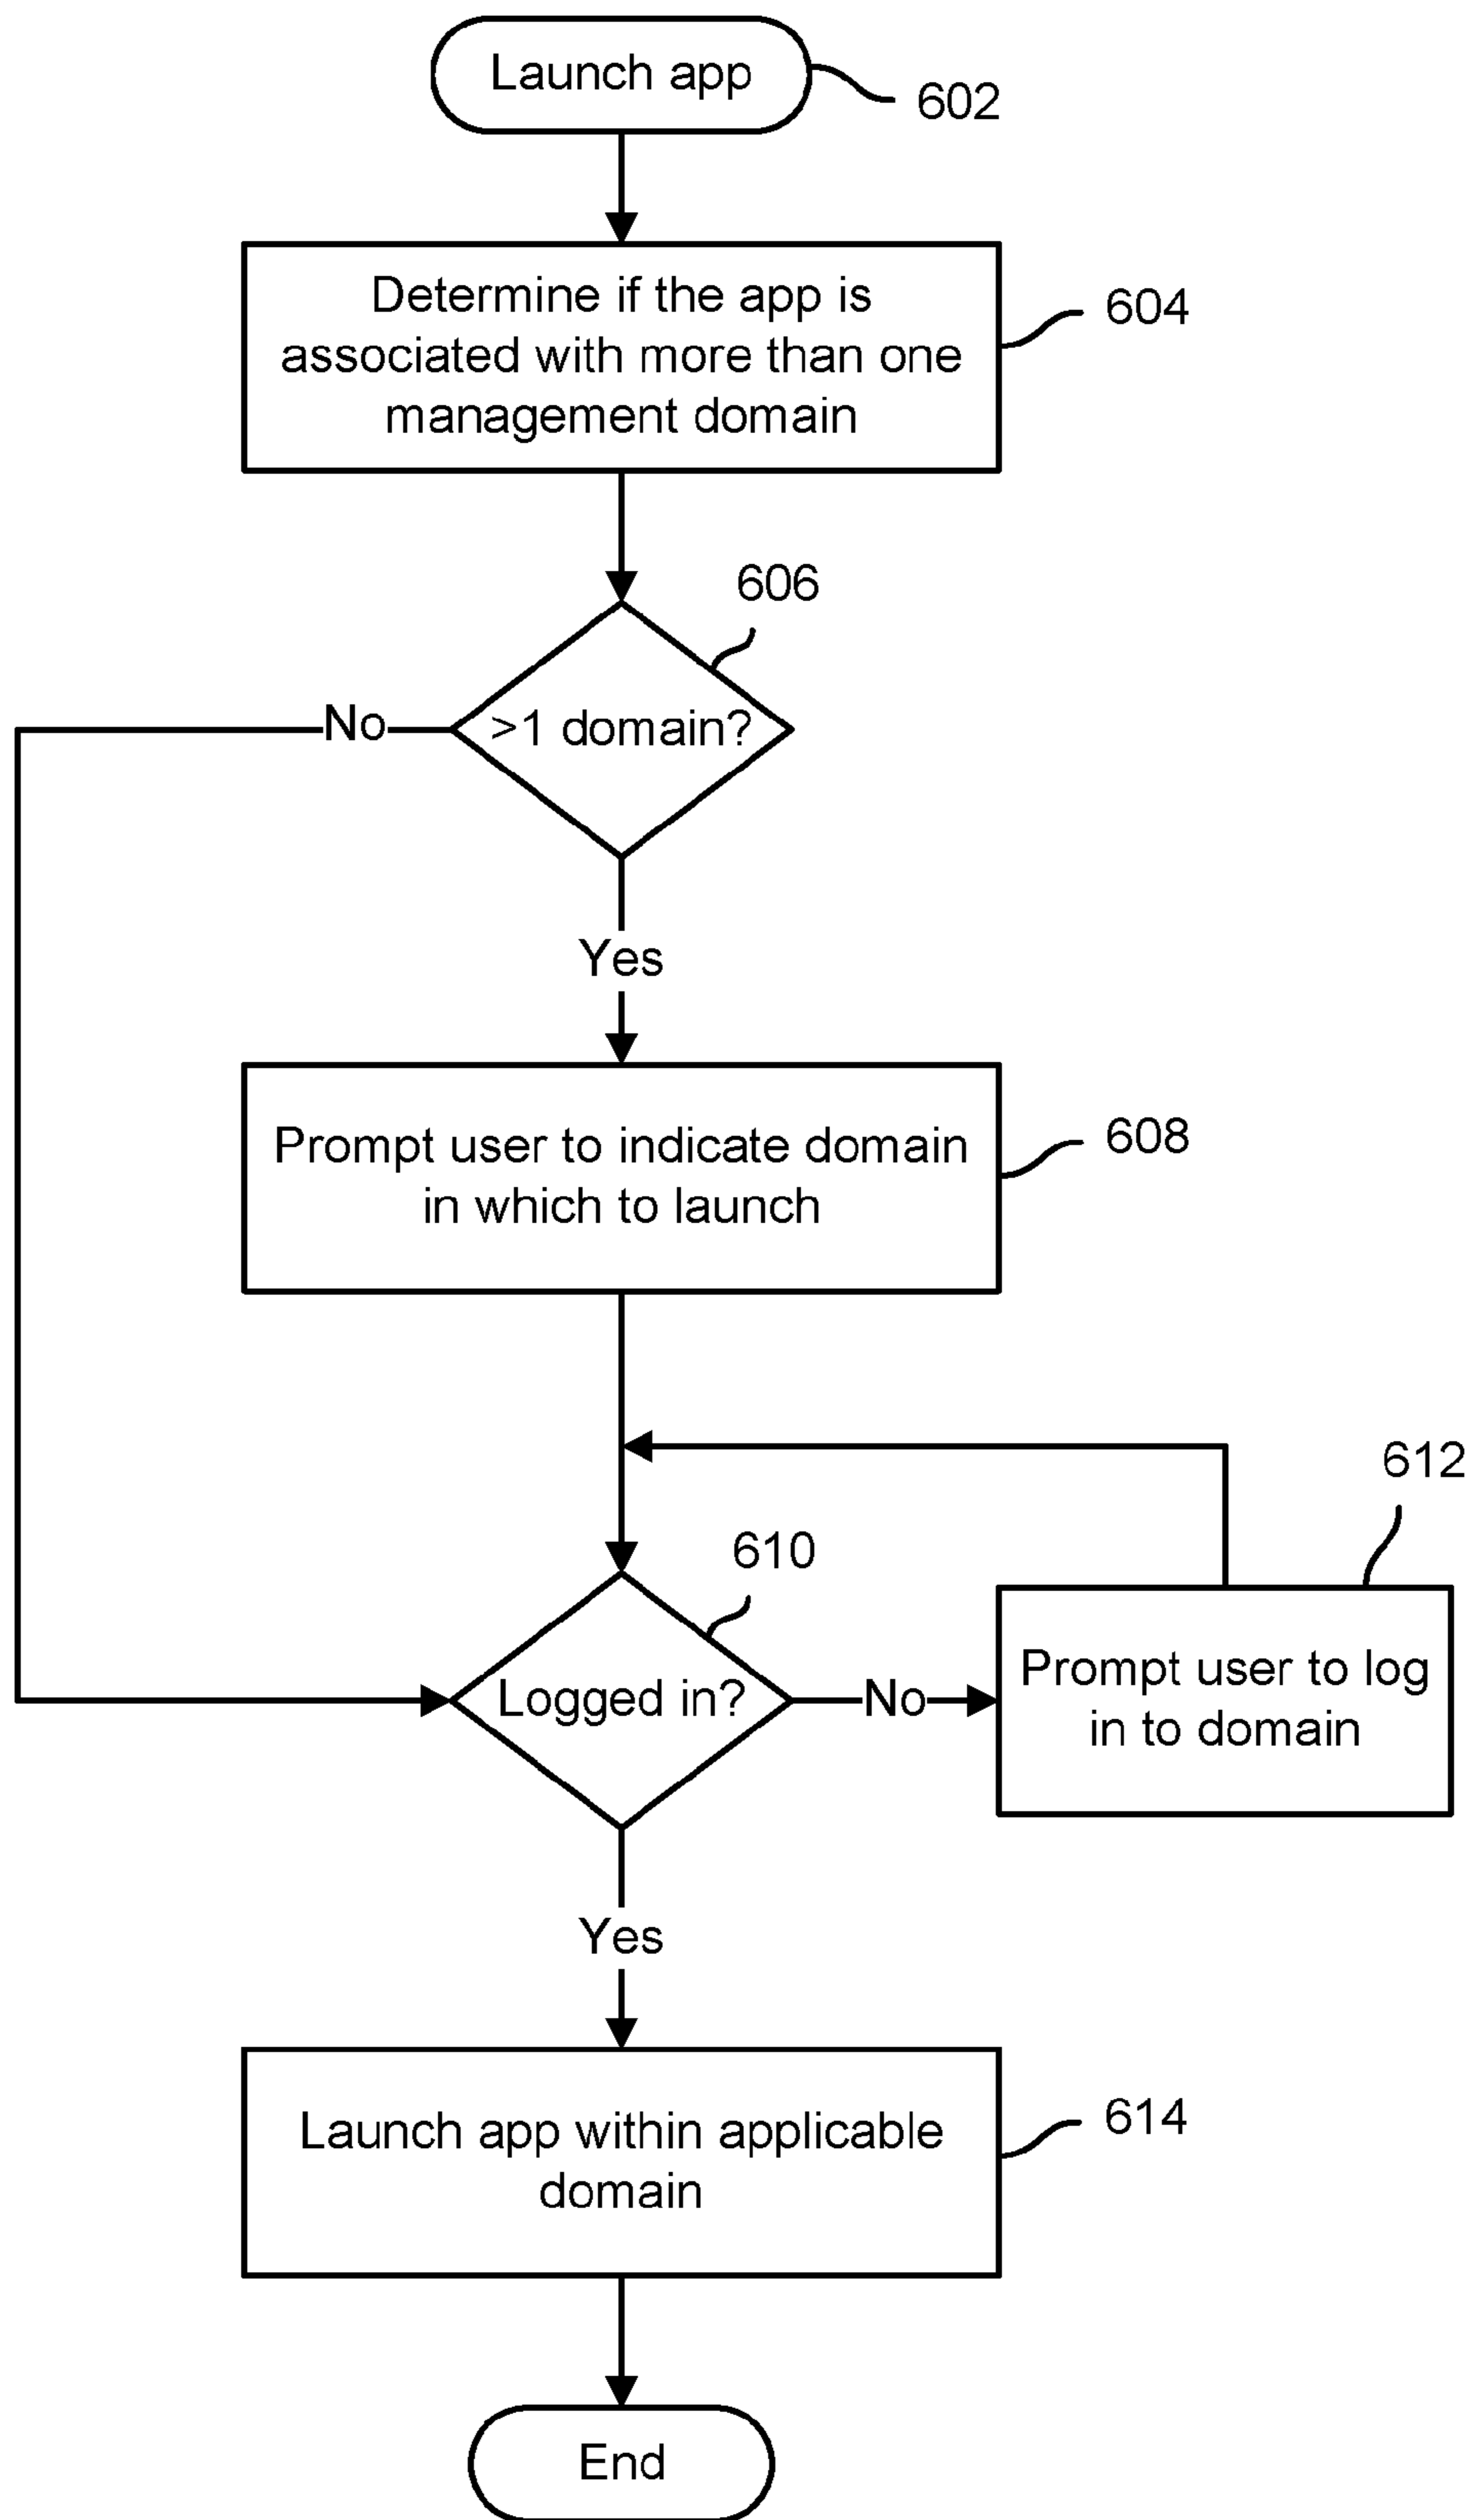 Launch app
602
Determine if the app is
associated with more than one
management domain
604
606
>1 domain?
No
Yes
Prompt user to indicate domain
in which to launch
608
610
Logged in?
No
612
Prompt user to log
in to domain
Yes
Launch app within applicable
domain
614
End